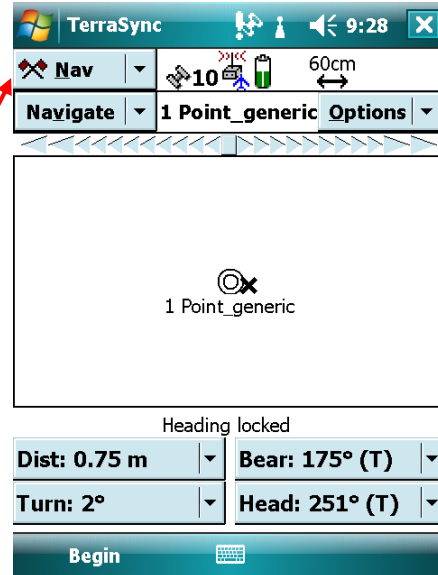 TerraSync 9:28
Nav 10 60cm
Navigate 1 Point_generic Options
1 Point_generic
Heading locked
Dist: 0.75 m Bear: 175° (T)
Turn: 2° Head: 251° (T)
Begin